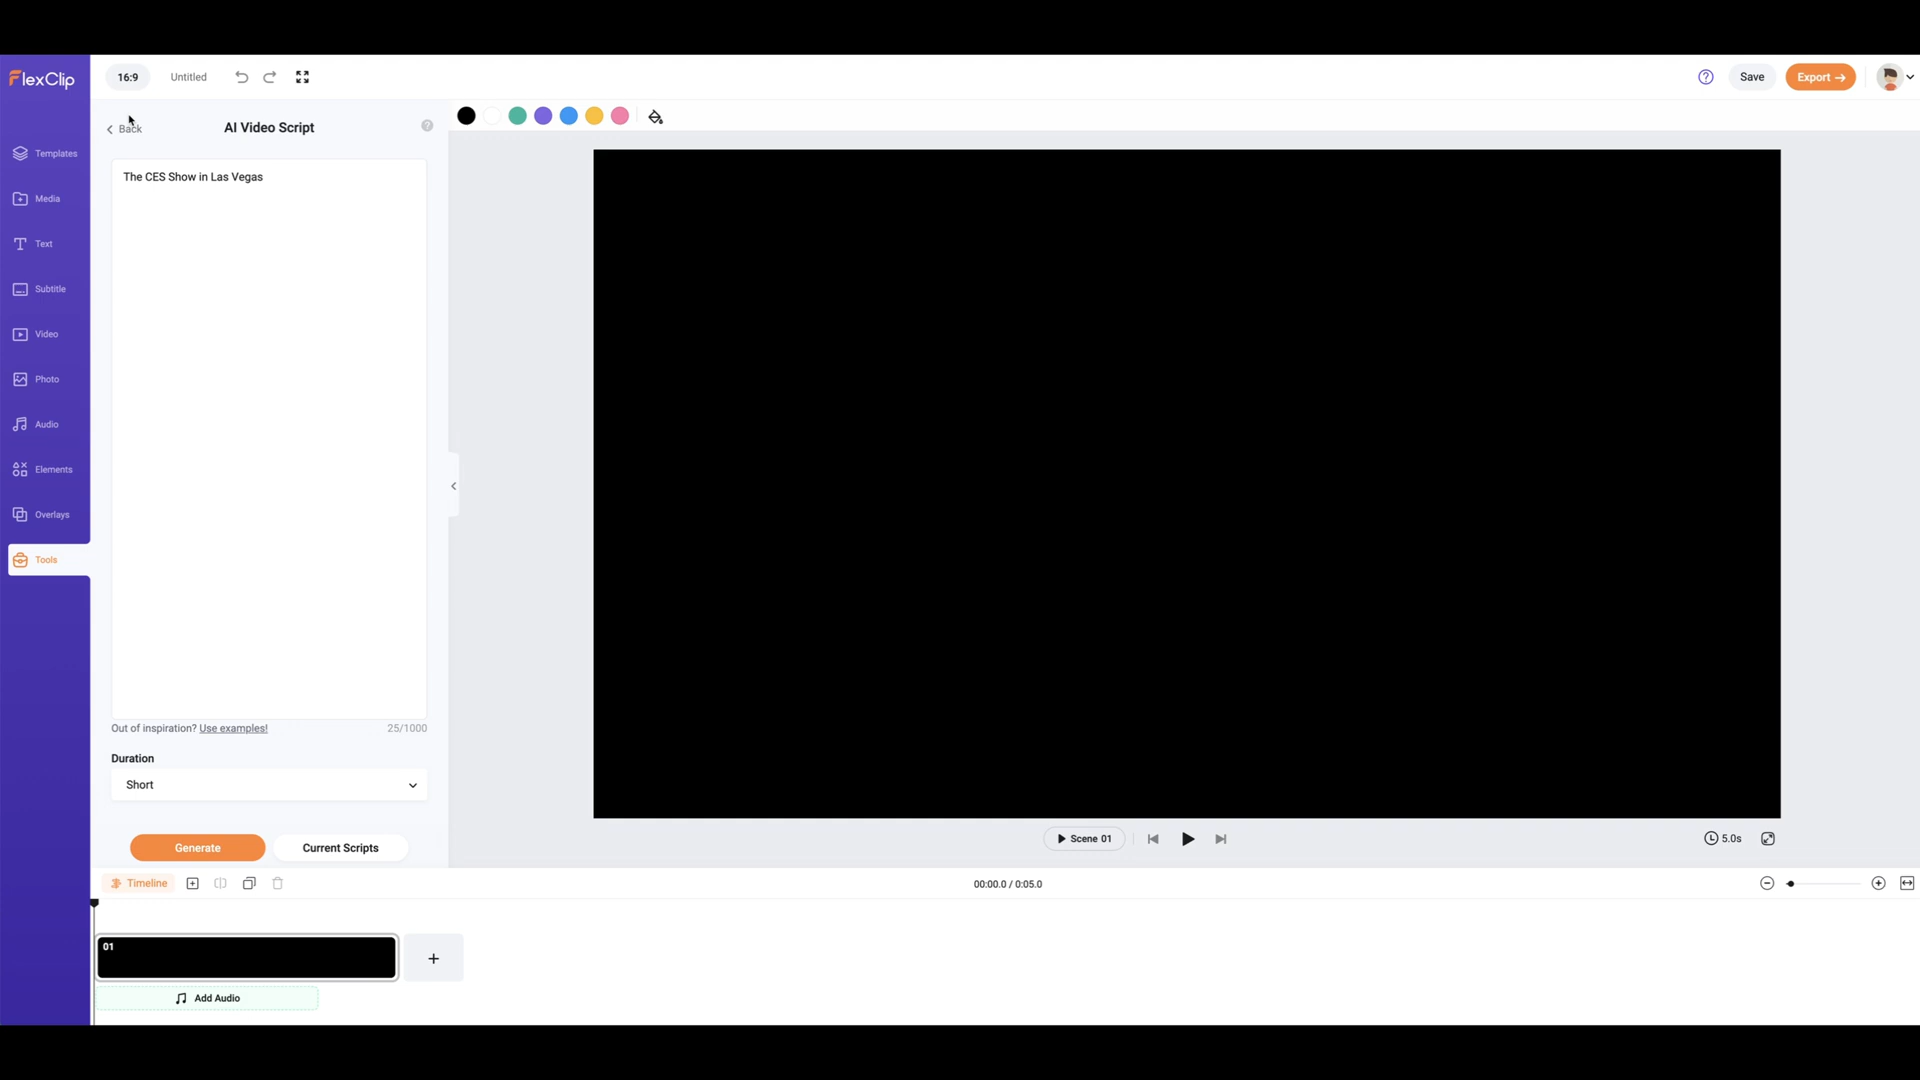 FlexClip
16:9
Untitled
Save
Export
Back
AI Video Script
Templates
Media
Text
Subtitle
Video
Photo
Audio
Elements
Overlays
Tools
The CES Show in Las Vegas
Out of inspiration? Use examples!
25/1000
Duration
Short
Generate
Current Scripts
Scene 01
5.0s
Timeline
00:00.0 / 0:05.0
01
Add Audio